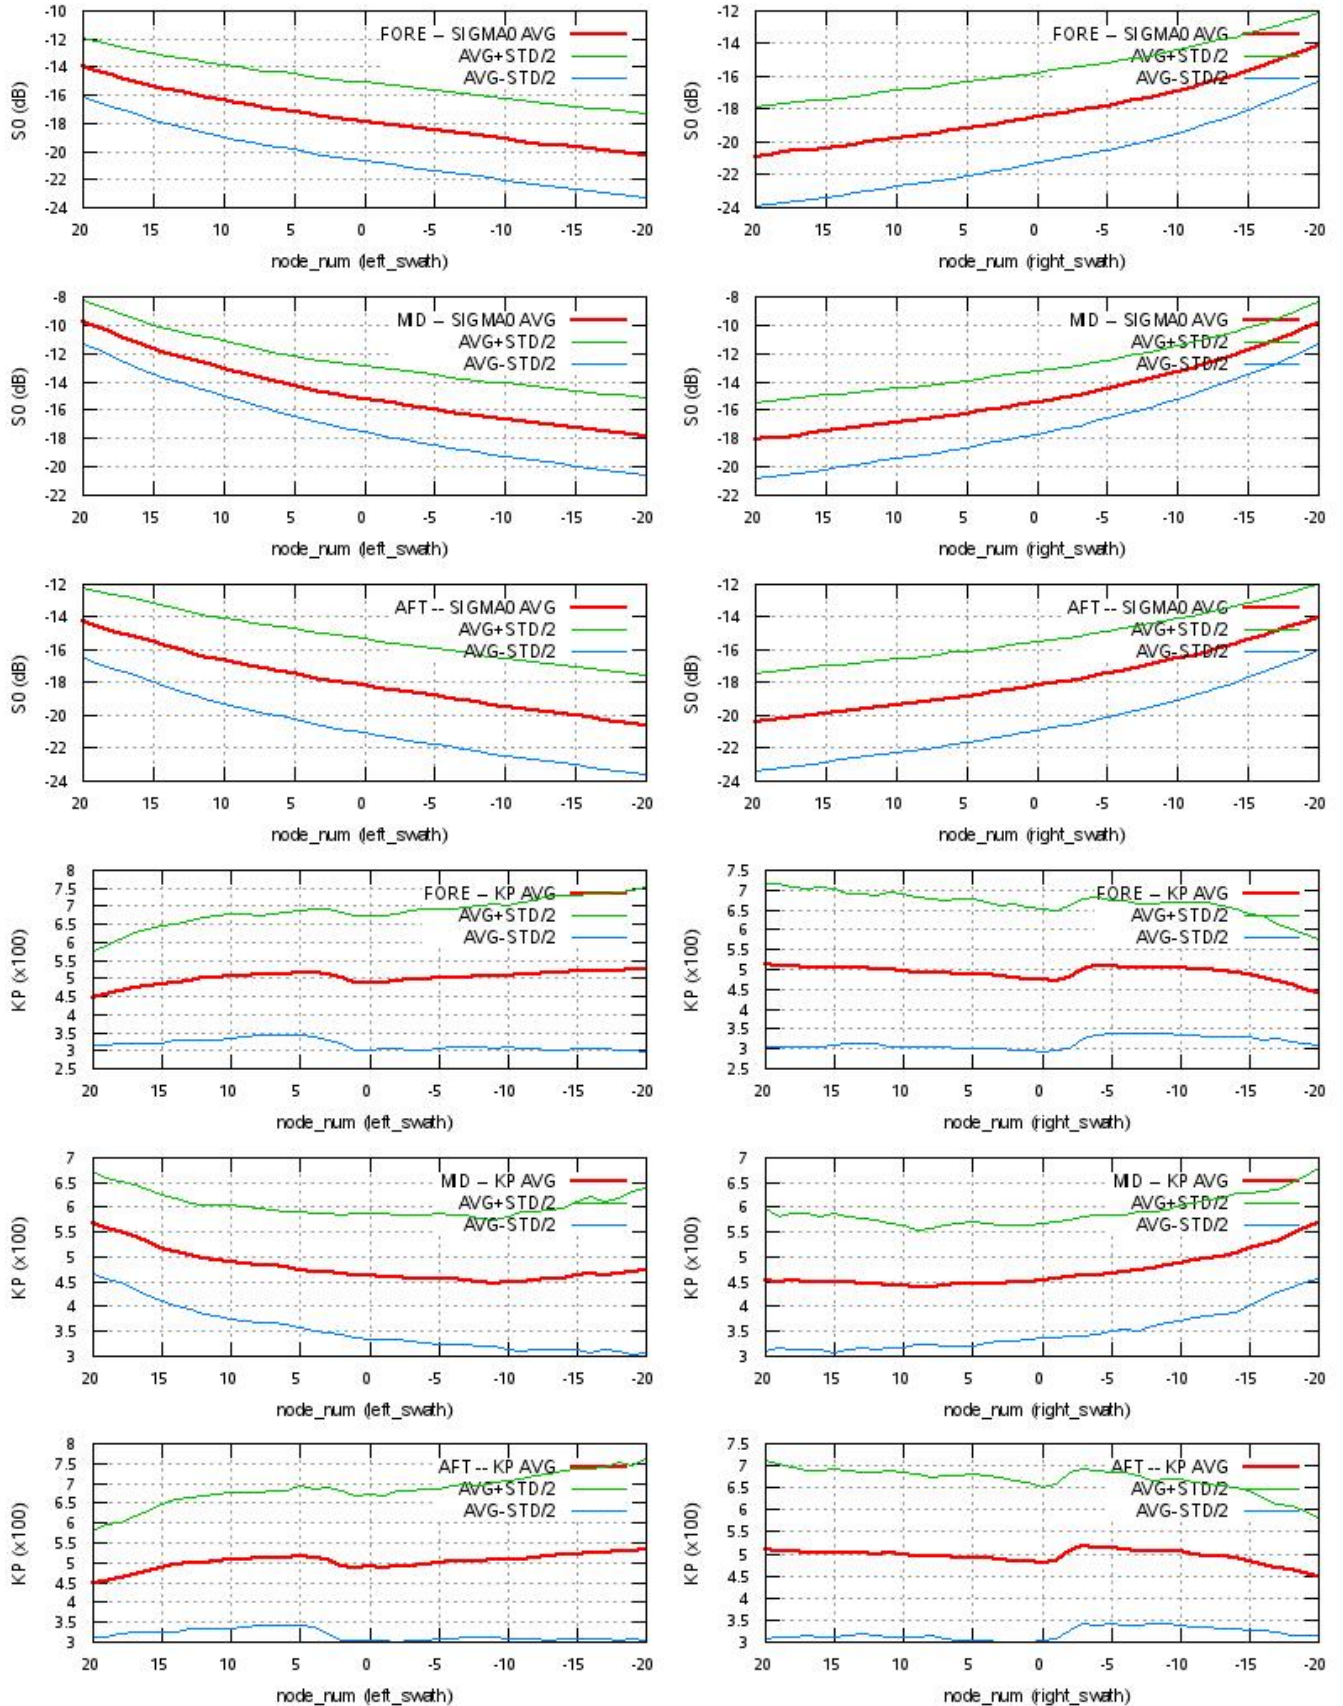 -10
-12
-14
-16
-18
-20
-22
-24
S0 (dB)
FORE -- SIGMA0 AVG
AVG+STD/2
AVG-STD/2
20 15 10 5 0 -5 -10 -15 -20
node_num (left_swath)
-12
-14
-16
-18
-20
-22
-24
S0 (dB)
FORE -- SIGMA0 AVG
AVG+STD/2
AVG-STD/2
20 15 10 5 0 -5 -10 -15 -20
node_num (right_swath)
-8
-10
-12
-14
-16
-18
-20
-22
S0 (dB)
MID -- SIGMA0 AVG
AVG+STD/2
AVG-STD/2
20 15 10 5 0 -5 -10 -15 -20
node_num (left_swath)
-8
-10
-12
-14
-16
-18
-20
-22
S0 (dB)
MID -- SIGMA0 AVG
AVG+STD/2
AVG-STD/2
20 15 10 5 0 -5 -10 -15 -20
node_num (right_swath)
-12
-14
-16
-18
-20
-22
-24
S0 (dB)
AFT -- SIGMA0 AVG
AVG+STD/2
AVG-STD/2
20 15 10 5 0 -5 -10 -15 -20
node_num (left_swath)
-12
-14
-16
-18
-20
-22
-24
S0 (dB)
AFT -- SIGMA0 AVG
AVG+STD/2
AVG-STD/2
20 15 10 5 0 -5 -10 -15 -20
node_num (right_swath)
8
7.5
7
6.5
6
5.5
5
4.5
4
3.5
3
2.5
KP (x100)
FORE -- KP AVG
AVG+STD/2
AVG-STD/2
20 15 10 5 0 -5 -10 -15 -20
node_num (left_swath)
7.5
7
6.5
6
5.5
5
4.5
4
3.5
3
2.5
KP (x100)
FORE -- KP AVG
AVG+STD/2
AVG-STD/2
20 15 10 5 0 -5 -10 -15 -20
node_num (right_swath)
7
6.5
6
5.5
5
4.5
4
3.5
3
KP (x100)
MID -- KP AVG
AVG+STD/2
AVG-STD/2
20 15 10 5 0 -5 -10 -15 -20
node_num (left_swath)
7
6.5
6
5.5
5
4.5
4
3.5
3
KP (x100)
MID -- KP AVG
AVG+STD/2
AVG-STD/2
20 15 10 5 0 -5 -10 -15 -20
node_num (right_swath)
8
7.5
7
6.5
6
5.5
5
4.5
4
3.5
3
KP (x100)
AFT -- KP AVG
AVG+STD/2
AVG-STD/2
20 15 10 5 0 -5 -10 -15 -20
node_num (left_swath)
7.5
7
6.5
6
5.5
5
4.5
4
3.5
3
KP (x100)
AFT -- KP AVG
AVG+STD/2
AVG-STD/2
20 15 10 5 0 -5 -10 -15 -20
node_num (right_swath)